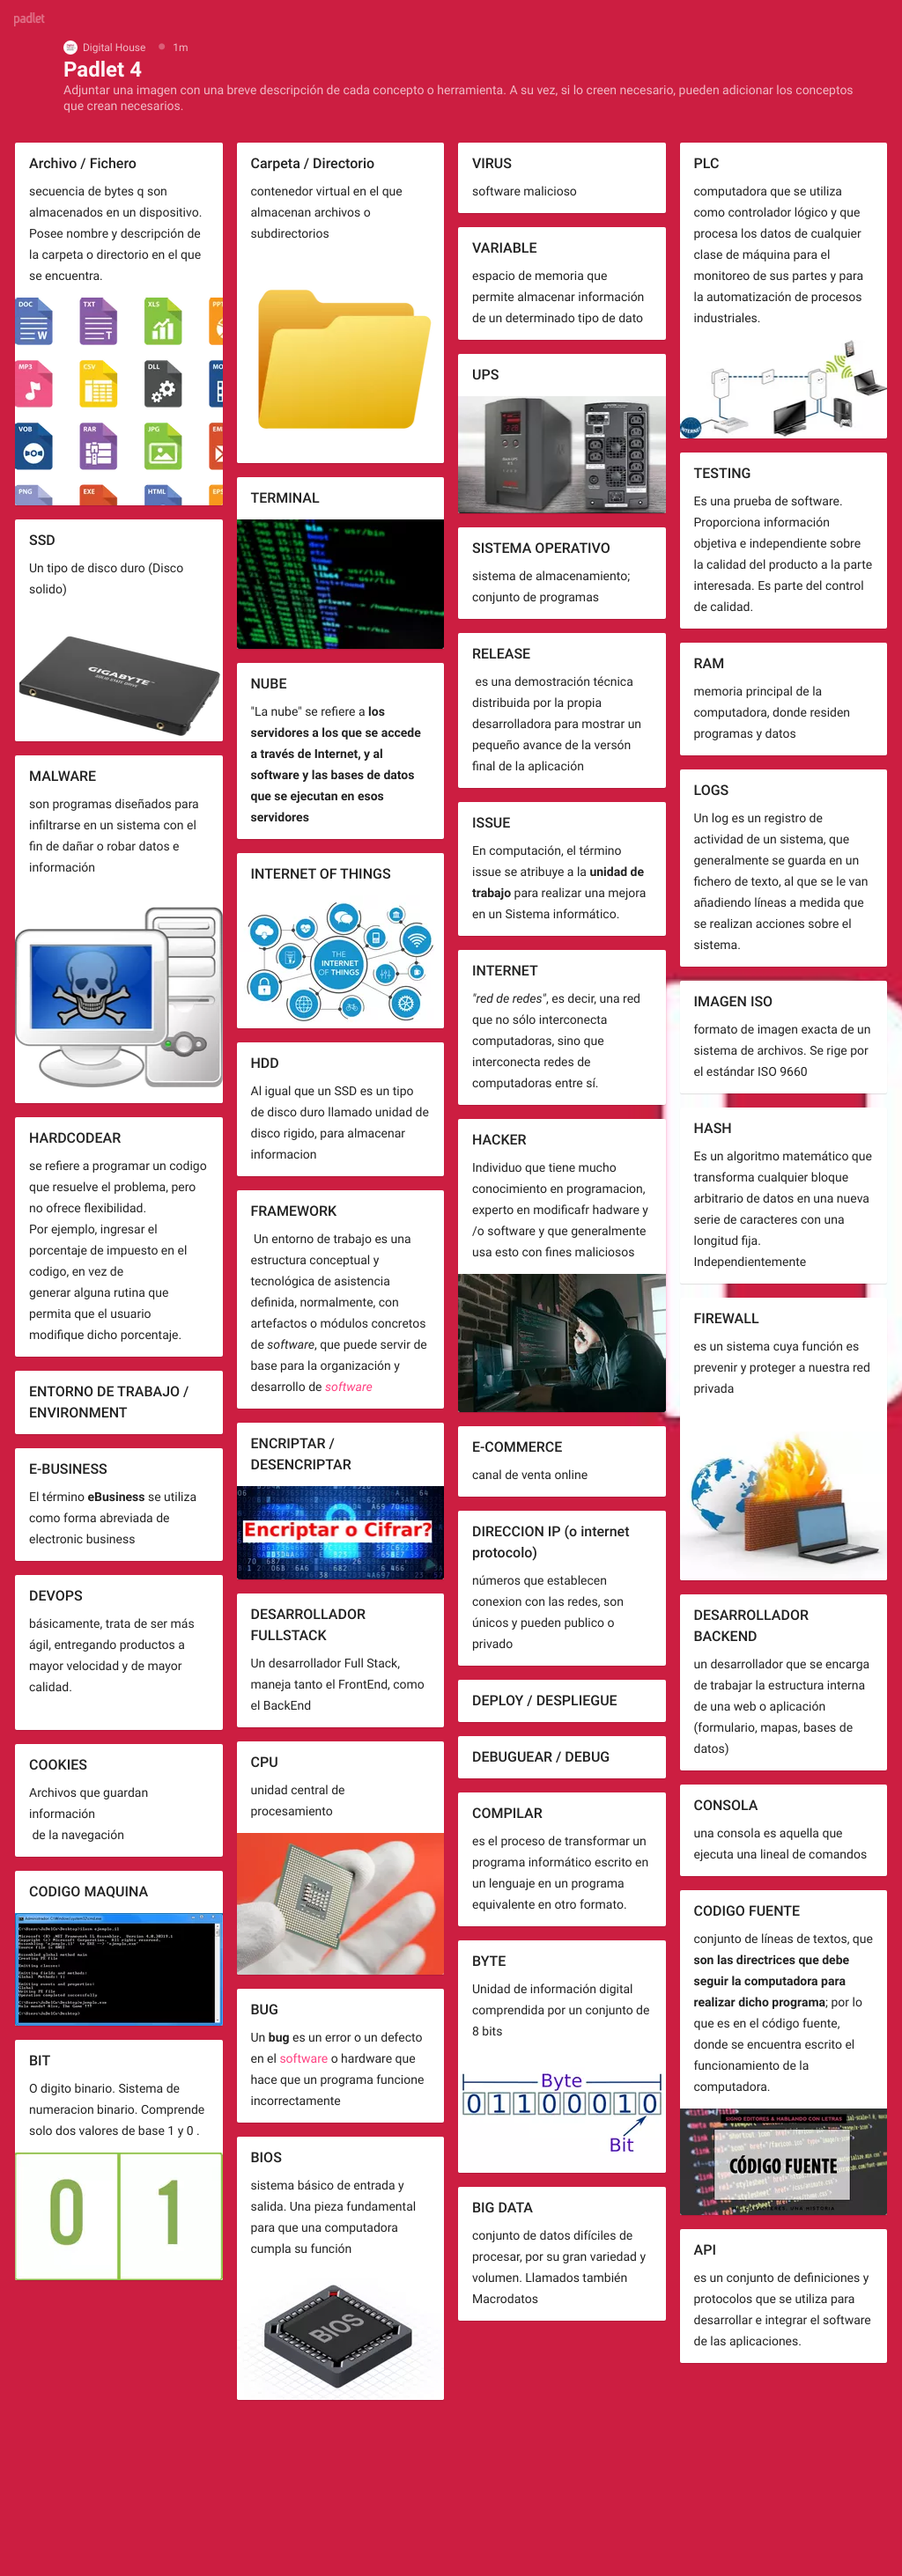 padlet
Digital House 1m
Padlet 4
Adjuntar una imagen con una breve descripción de cada concepto o herramienta. A su vez, si lo creen necesario, pueden adicionar los conceptos
que crean necesarios.
Archivo / Fichero
secuencia de bytes q son
almacenados en un dispositivo.
Posee nombre y descripción de
la carpeta o directorio en el que
se encuentra.
DOC TXT XLS
W T
MP3 CSV DLL
VOB RAR JPG
PNG EXE HTML
SSD
Un tipo de disco duro (Disco
solido)
GIGABYTE
MALWARE
son programas diseñados para
infiltrarse en un sistema con el
fin de dañar o robar datos e
información
HARDCODEAR
se refiere a programar un codigo
que resuelve el problema, pero
no ofrece flexibilidad.
Por ejemplo, ingresar el
porcentaje de impuesto en el
codigo, en vez de
generar alguna rutina que
permita que el usuario
modifique dicho porcentaje.
ENTORNO DE TRABAJO /
ENVIRONMENT
E-BUSINESS
El término eBusiness se utiliza
como forma abreviada de
electronic business
DEVOPS
básicamente, trata de ser más
ágil, entregando productos a
mayor velocidad y de mayor
calidad.
COOKIES
Archivos que guardan
información
de la navegación
CODIGO MAQUINA
BIT
O digito binario. Sistema de
numeracion binario. Comprende
solo dos valores de base 1 y 0 .
0 1
Carpeta / Directorio
contenedor virtual en el que
almacenan archivos o
subdirectorios
TERMINAL
NUBE
"La nube" se refiere a los
servidores a los que se accede
a través de Internet, y al
software y las bases de datos
que se ejecutan en esos
servidores
INTERNET OF THINGS
THE
INTERNET
OF THINGS
HDD
Al igual que un SSD es un tipo
de disco duro llamado unidad de
disco rigido, para almacenar
informacion
FRAMEWORK
Un entorno de trabajo es una
estructura conceptual y
tecnológica de asistencia
definida, normalmente, con
artefactos o módulos concretos
de software, que puede servir de
base para la organización y
desarrollo de software
ENCRIPTAR /
DESENCRIPTAR
Encriptar o Cifrar?
DESARROLLADOR
FULLSTACK
Un desarrollador Full Stack,
maneja tanto el FrontEnd, como
el BackEnd
CPU
unidad central de
procesamiento
BUG
Un bug es un error o un defecto
en el software o hardware que
hace que un programa funcione
incorrectamente
BIOS
sistema básico de entrada y
salida. Una pieza fundamental
para que una computadora
cumpla su función
BIOS
VIRUS
software malicioso
VARIABLE
espacio de memoria que
permite almacenar información
de un determinado tipo de dato
UPS
SISTEMA OPERATIVO
sistema de almacenamiento;
conjunto de programas
RELEASE
es una demostración técnica
distribuida por la propia
desarrolladora para mostrar un
pequeño avance de la versón
final de la aplicación
ISSUE
En computación, el término
issue se atribuye a la unidad de
trabajo para realizar una mejora
en un Sistema informático.
INTERNET
"red de redes", es decir, una red
que no sólo interconecta
computadoras, sino que
interconecta redes de
computadoras entre sí.
HACKER
Individuo que tiene mucho
conocimiento en programacion,
experto en modificafr hadware y
/o software y que generalmente
usa esto con fines maliciosos
E-COMMERCE
canal de venta online
DIRECCION IP (o internet
protocolo)
números que establecen
conexion con las redes, son
únicos y pueden publico o
privado
DEPLOY / DESPLIEGUE
DEBUGUEAR / DEBUG
COMPILAR
es el proceso de transformar un
programa informático escrito en
un lenguaje en un programa
equivalente en otro formato.
BYTE
Unidad de información digital
comprendida por un conjunto de
8 bits
Byte
0 1 1 0 0 0 1 0
Bit
BIG DATA
conjunto de datos difíciles de
procesar, por su gran variedad y
volumen. Llamados también
Macrodatos
PLC
computadora que se utiliza
como controlador lógico y que
procesa los datos de cualquier
clase de máquina para el
monitoreo de sus partes y para
la automatización de procesos
industriales.
INTERNET
TESTING
Es una prueba de software.
Proporciona información
objetiva e independiente sobre
la calidad del producto a la parte
interesada. Es parte del control
de calidad.
RAM
memoria principal de la
computadora, donde residen
programas y datos
LOGS
Un log es un registro de
actividad de un sistema, que
generalmente se guarda en un
fichero de texto, al que se le van
añadiendo líneas a medida que
se realizan acciones sobre el
sistema.
IMAGEN ISO
formato de imagen exacta de un
sistema de archivos. Se rige por
el estándar ISO 9660
HASH
Es un algoritmo matemático que
transforma cualquier bloque
arbitrario de datos en una nueva
serie de caracteres con una
longitud fija.
Independientemente
FIREWALL
es un sistema cuya función es
prevenir y proteger a nuestra red
privada
DESARROLLADOR
BACKEND
un desarrollador que se encarga
de trabajar la estructura interna
de una web o aplicación
(formulario, mapas, bases de
datos)
CONSOLA
una consola es aquella que
ejecuta una lineal de comandos
CODIGO FUENTE
conjunto de líneas de textos, que
son las directrices que debe
seguir la computadora para
realizar dicho programa; por lo
que es en el código fuente,
donde se encuentra escrito el
funcionamiento de la
computadora.
SIGNO EDITORES & HABLANDO CON LETRAS
CÓDIGO FUENTE
API
es un conjunto de definiciones y
protocolos que se utiliza para
desarrollar e integrar el software
de las aplicaciones.